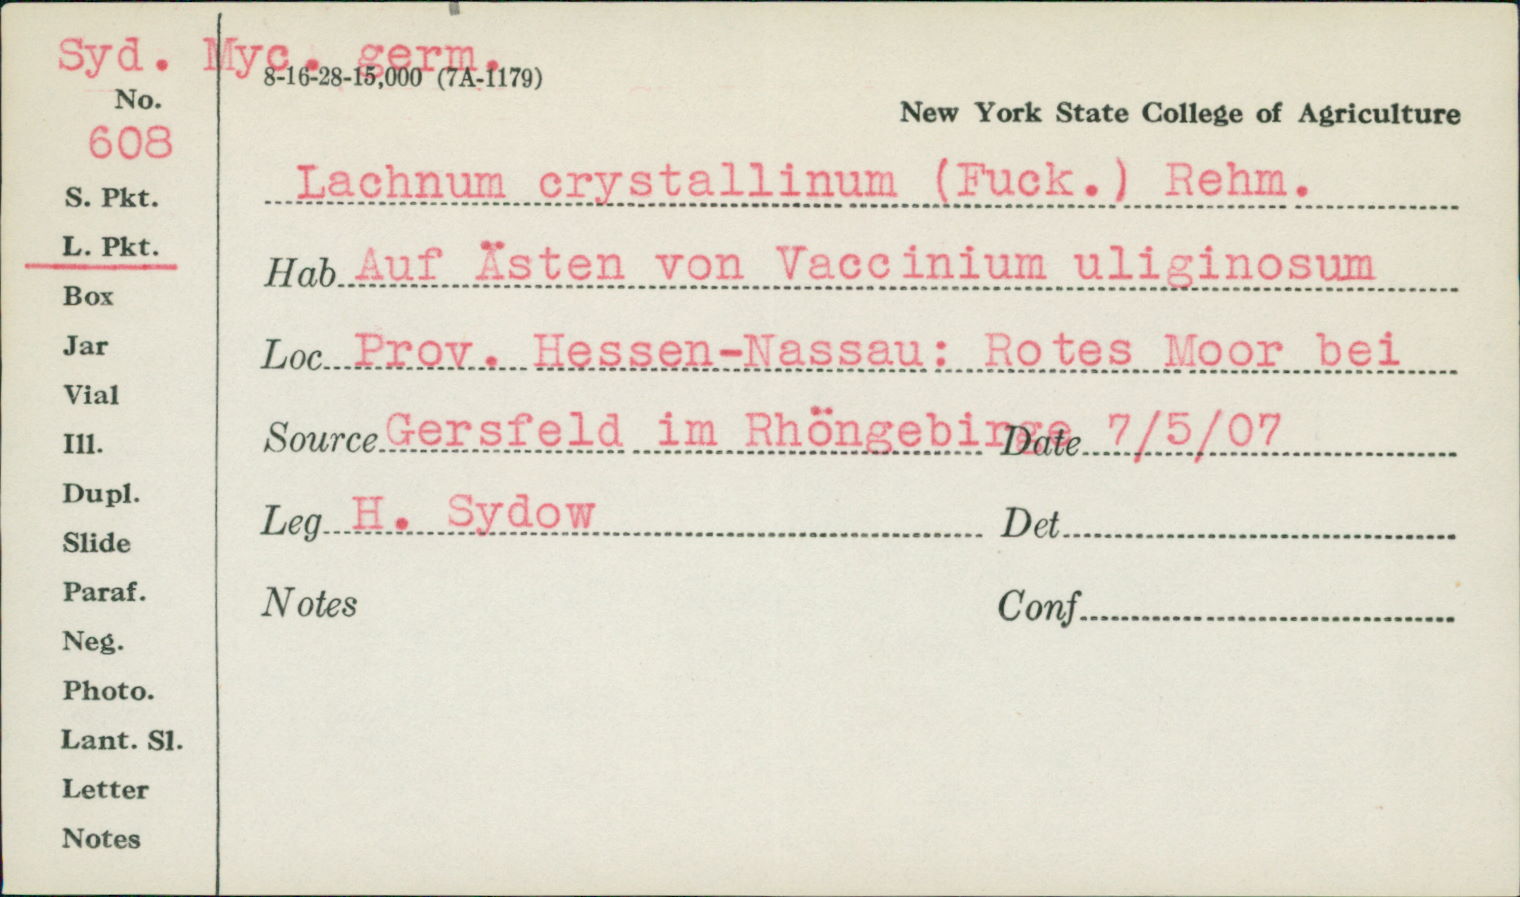 Syd. Myc. germ.
8-16-28-15,000 (7A-1179)
No.
New York State College of Agriculture
608
Lachnum crystallinum (Fuck.) Rehm.
S. Pkt.
L. Pkt.
Hab Auf Ästen von Vaccinium uliginosum
Box
Jar
Loc Prov. Hessen-Nassau: Rotes Moor bei
Vial
Ill.
Source Gersfeld im Rhöngebirge Date 7/5/07
Dupl.
Slide
Leg H. Sydow Det
Paraf.
Notes Conf
Neg.
Photo.
Lant. Sl.
Letter
Notes